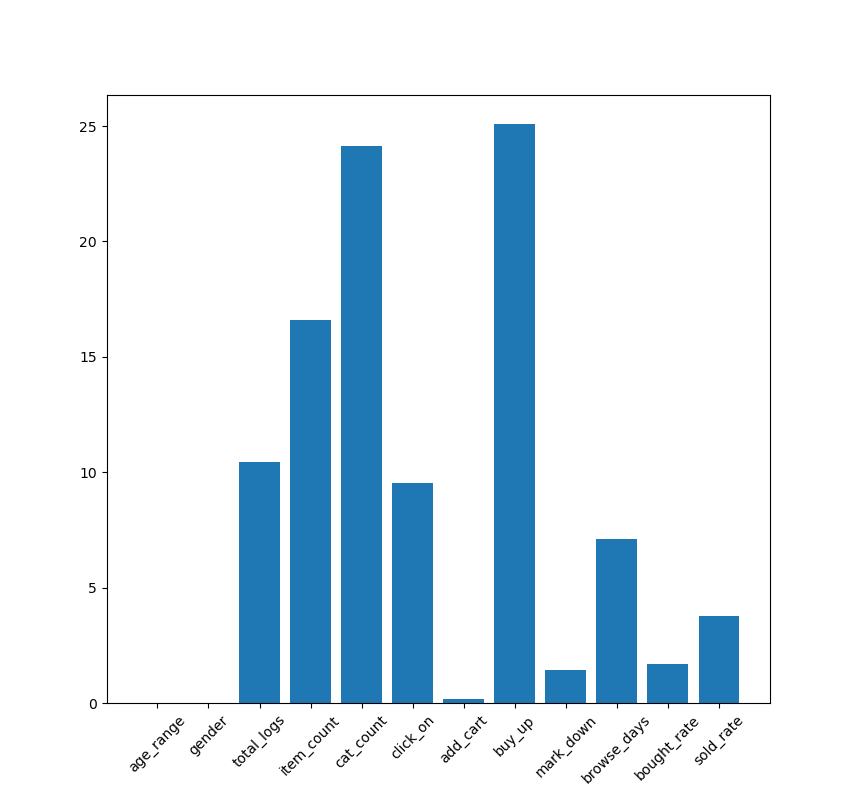 25
20
15
10
5
0
age_range
gender
total_logs
item_count
cat_count
click_on
add_cart
buy_up
mark_down
browse_days
bought_rate
sold_rate